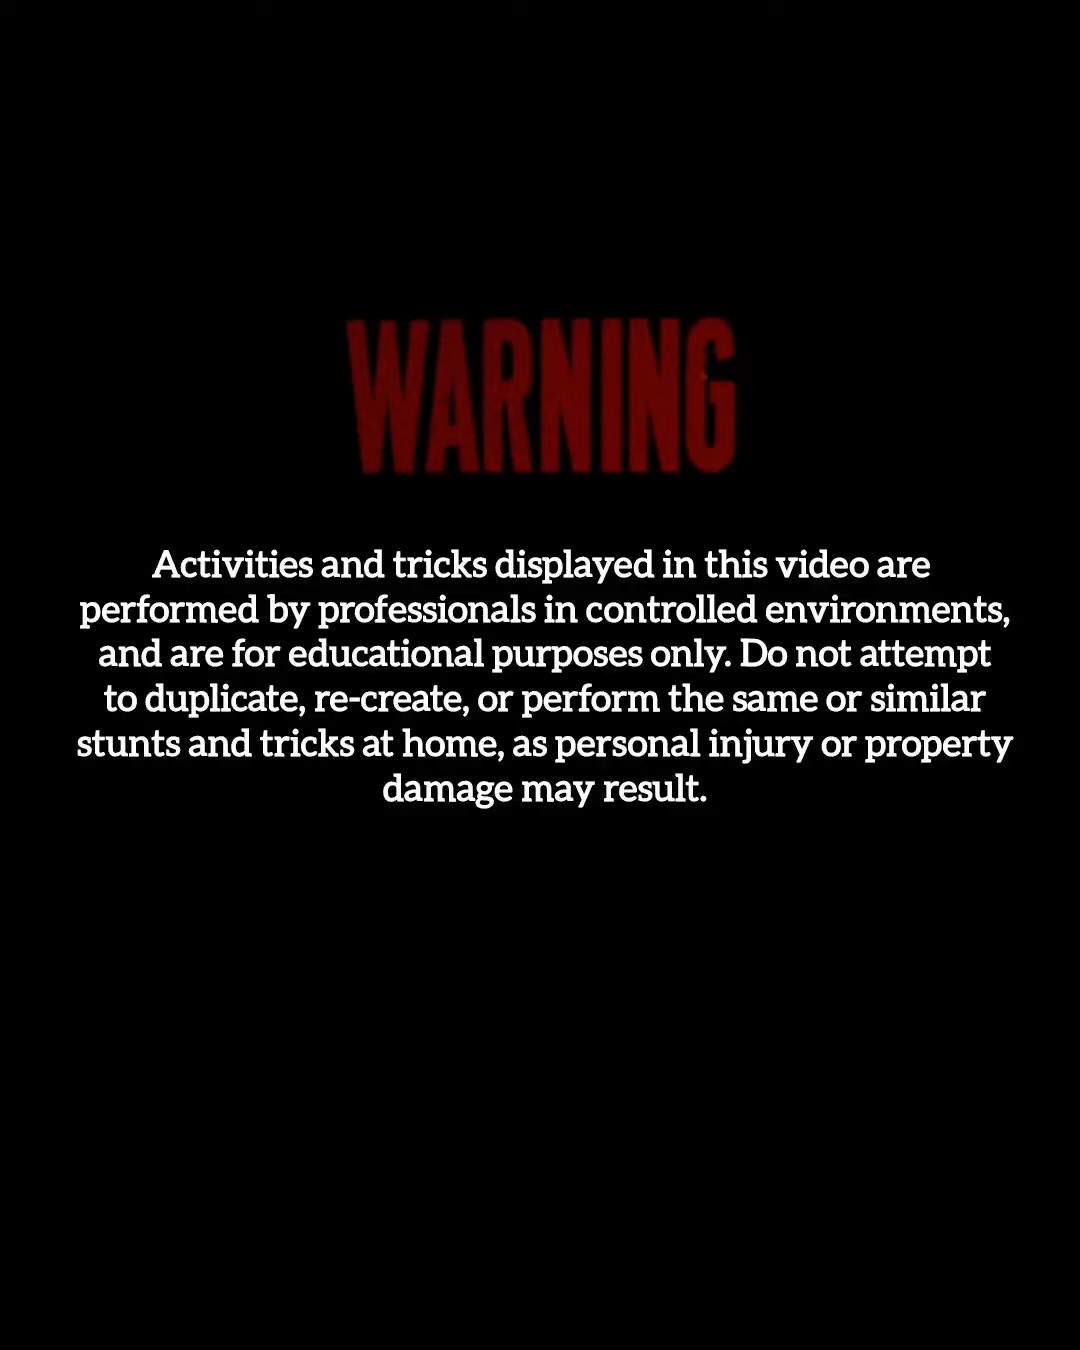 WARNING
Activities and tricks displayed in this video are
performed by professionals in controlled environments,
and are for educational purposes only. Do not attempt
to duplicate, re-create, or perform the same or similar
stunts and tricks at home, as personal injury or property
damage may result.